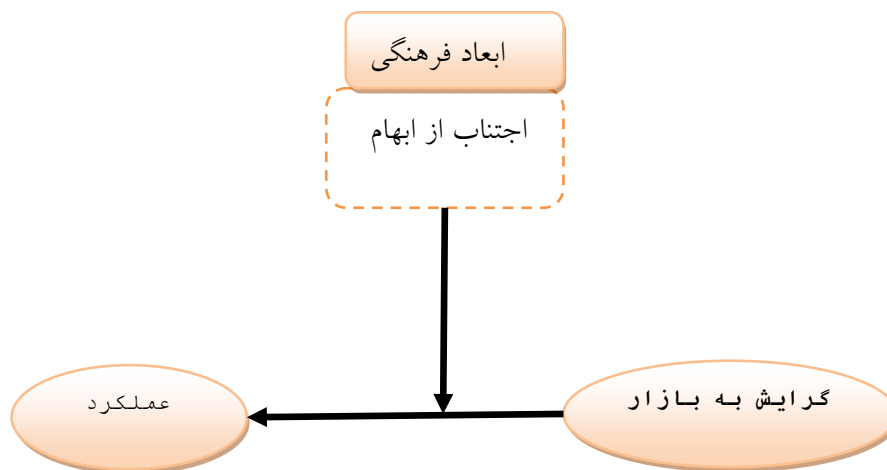 ابعاد فرهنگی
اجتناب از ابهام
گرایش به بازار
عملکرد